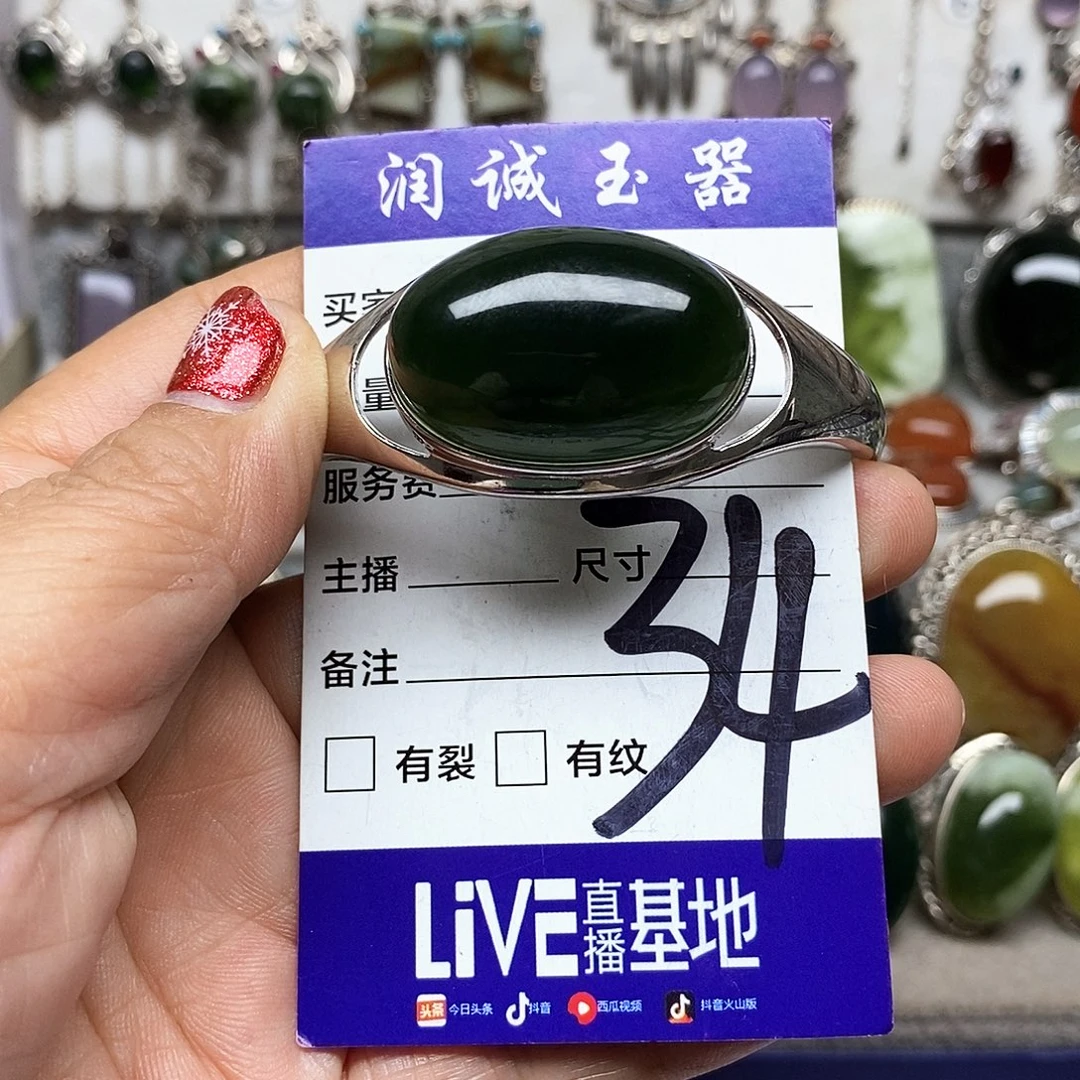 润诚玉器
买家
量
服务费
主播 尺寸
备注
34
有裂 有纹
LiVE直播基地
头条 今日头条 抖音 西瓜视频 抖音火山版